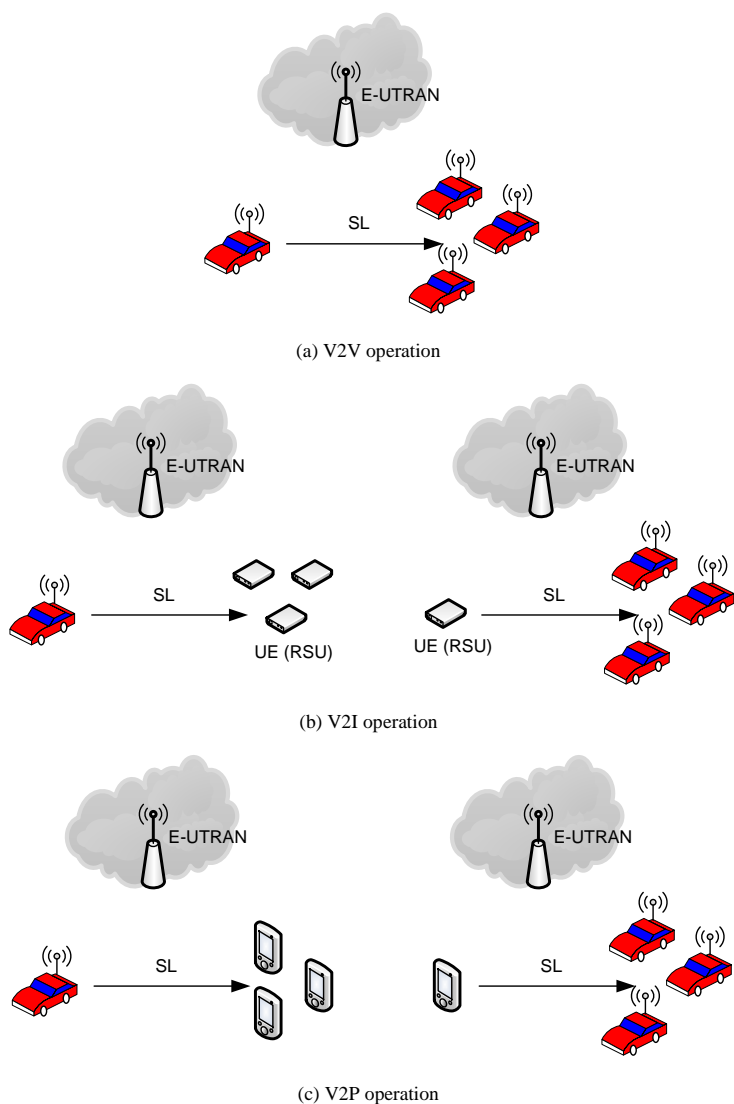 E-UTRAN
SL
(a) V2V operation
E-UTRAN
E-UTRAN
SL
SL
UE (RSU)
UE (RSU)
(b) V2I operation
E-UTRAN
E-UTRAN
SL
SL
(c) V2P operation